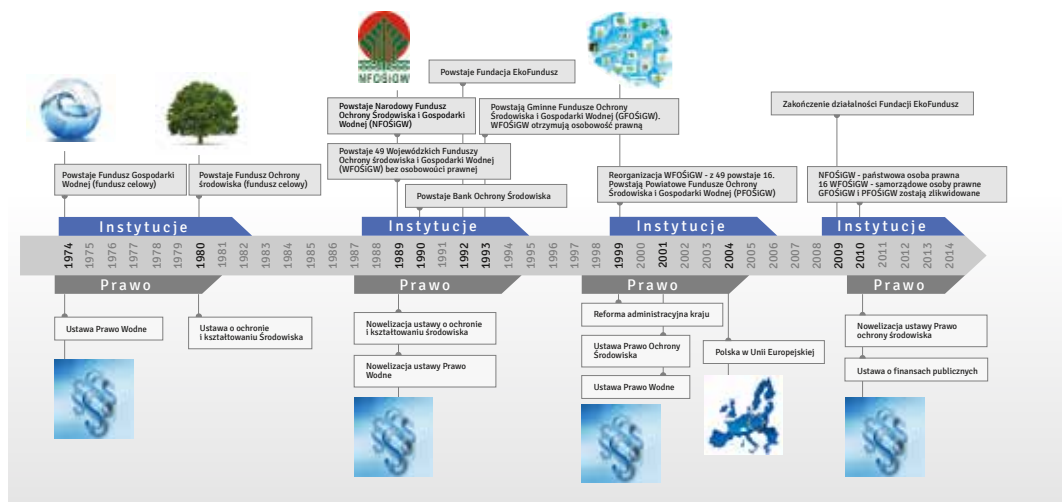 NFOŚiGW
Powstaje Fundacja EkoFundusz
Powstaje Narodowy Fundusz
Ochrony Środowiska i Gospodarki
Wodnej (NFOŚiGW)
Powstają Gminne Fundusze Ochrony
Środowiska i Gospodarki Wodnej (GFOŚiGW).
WFOŚiGW otrzymują osobowość prawną
Zakończenie działalności Fundacji EkoFundusz
Powstaje Fundusz Gospodarki
Wodnej (fundusz celowy)
Powstaje Fundusz Ochrony
środowiska (fundusz celowy)
Powstaje 49 Wojewódzkich Funduszy
Ochrony środowiska i Gospodarki Wodnej
(WFOŚiGW) bez osobowoúci prawnej
Powstaje Bank Ochrony Środowiska
Reorganizacja WFOŚiGW - z 49 powstaje 16.
Powstają Powiatowe Fundusze Ochrony
Środowiska i Gospodarki Wodnej (PFOŚiGW)
NFOŚiGW - państwowa osoba prawna
16 WFOŚiGW - samorządowe osoby prawne
GFOŚiGW i PFOŚiGW zostają zlikwidowane
Instytucje
Instytucje
Instytucje
Instytucje
1974 1975 1976 1977 1978 1979 1980 1981 1982 1983 1984 1985 1986 1987 1988 1989 1990 1991 1992 1993 1994 1995 1996 1997 1998 1999 2000 2001 2002 2003 2004 2005 2006 2007 2008 2009 2010 2011 2012 2013 2014
Prawo
Prawo
Prawo
Prawo
Ustawa Prawo Wodne
Ustawa o ochronie
i kształtowaniu Środowiska
Nowelizacja ustawy o ochronie
i kształtowaniu środowiska
Nowelizacja ustawy Prawo
Wodne
Reforma administracyjna kraju
Ustawa Prawo Ochrony
Środowiska
Ustawa Prawo Wodne
Polska w Unii Europejskiej
Nowelizacja ustawy Prawo
ochrony środowiska
Ustawa o finansach publicznych